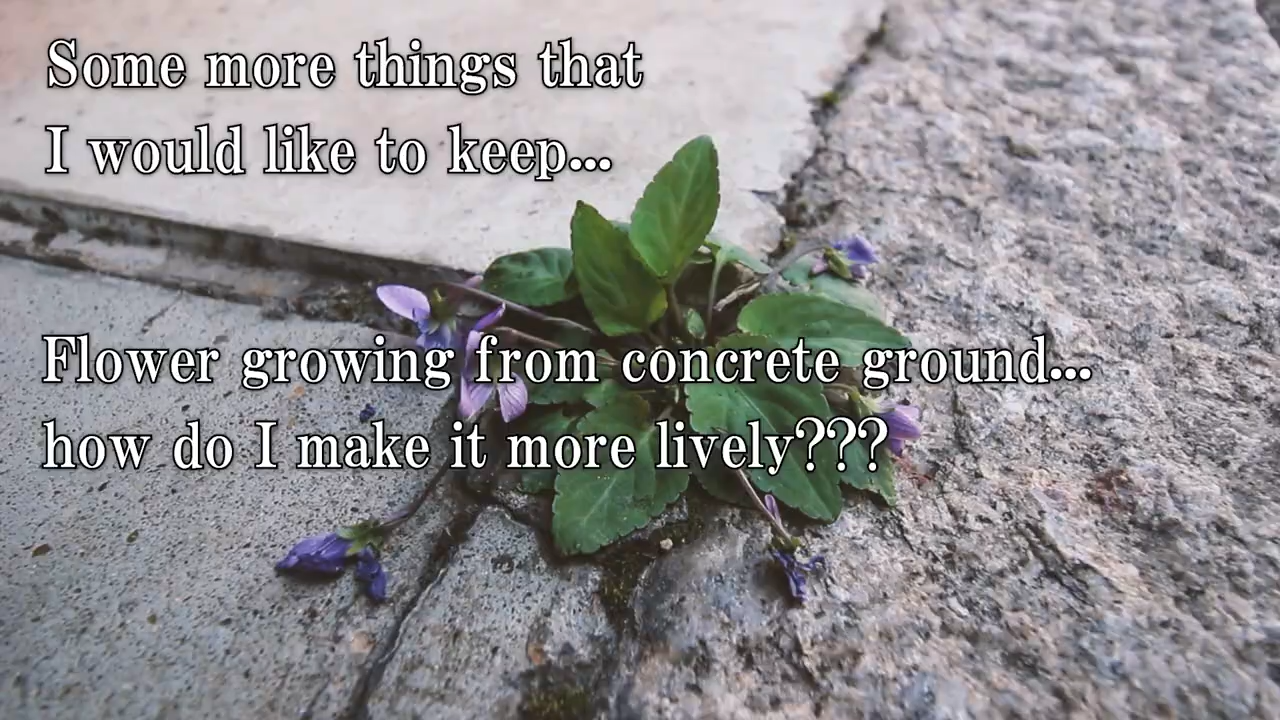 Some more things that
I would like to keep...
Flower growing from concrete ground...
how do I make it more lively???